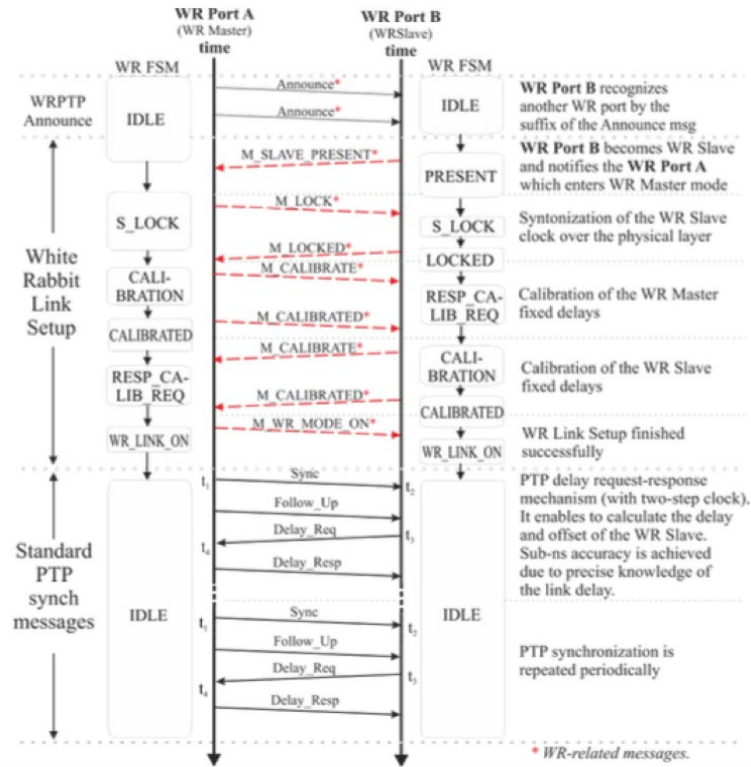 WR Port A
(WR Master)
time
WR Port B
(WRSlave)
time
WR FSM
WR FSM
WRPTP
Announce
IDLE
Announce*
Announce*
IDLE
WR Port B recognizes
another WR port by the
suffix of the Announce msg
White
Rabbit
Link
Setup
M_SLAVE_PRESENT*
PRESENT
WR Port B becomes WR Slave
and notifies the WR Port A
which enters WR Master mode
S_LOCK
M_LOCK*
S_LOCK
Syntonization of the WR Slave
clock over the physical layer
M_LOCKED*
LOCKED
CALI-
BRATION
M_CALIBRATE*
RESP_CA-
LIB_REQ
Calibration of the WR Master
fixed delays
CALIBRATED
M_CALIBRATED*
M_CALIBRATE*
CALI-
BRATION
Calibration of the WR Slave
fixed delays
RESP_CA-
LIB_REQ
M_CALIBRATED*
CALIBRATED
WR_LINK_ON
M_WR_MODE_ON*
WR_LINK_ON
WR Link Setup finished
successfully
Standard
PTP
synch
messages
IDLE
t1
Sync
t2
Follow_Up
Delay_Req
t3
t4
Delay_Resp
IDLE
PTP delay request-response
mechanism (with two-step clock).
It enables to calculate the delay
and offset of the WR Slave.
Sub-ns accuracy is achieved
due to precise knowledge of
the link delay.
t1
Sync
t2
Follow_Up
Delay_Req
t3
t4
Delay_Resp
PTP synchronization is
repeated periodically
* WR-related messages.